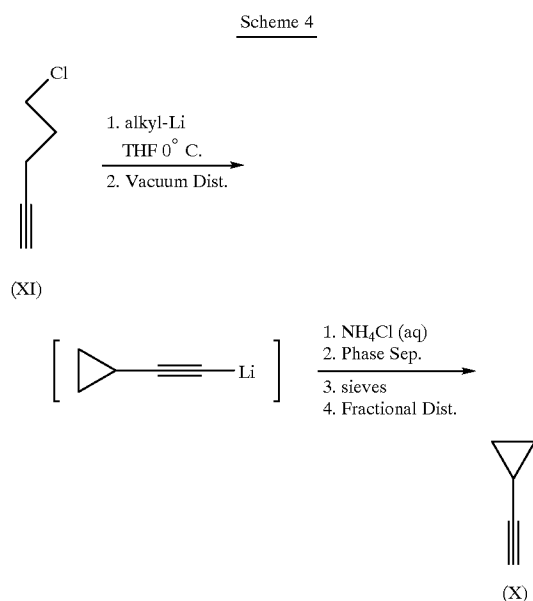 Scheme 4
Cl
1. alkyl-Li
THF 0° C.
2. Vacuum Dist.
(XI)
Li
1. NH₄Cl (aq)
2. Phase Sep.
3. sieves
4. Fractional Dist.
(X)